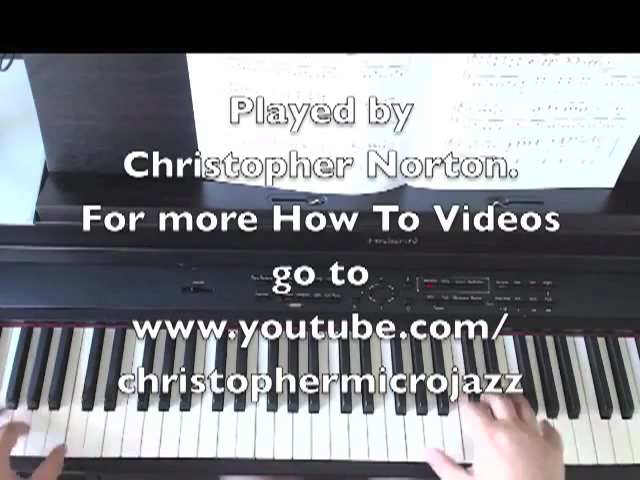 Played by
Christopher Norton.
For more How To Videos
go to
www.youtube.com/
christophermicrojazz